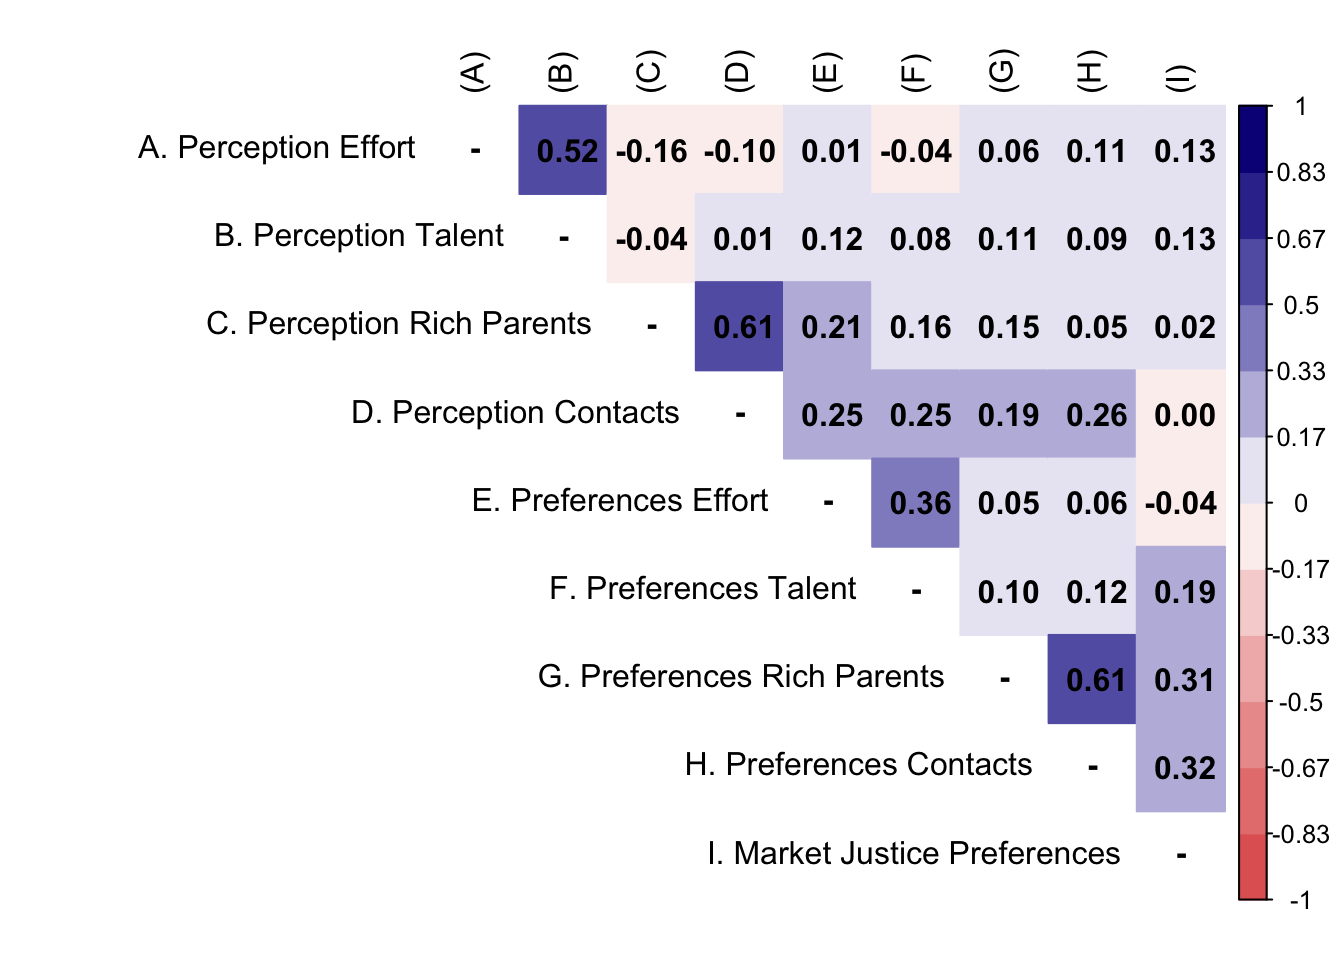 (A) (B) (C) (D) (E) (F) (G) (H) (I)
A. Perception Effort - 0.52 -0.16 -0.10 0.01 -0.04 0.06 0.11 0.13
B. Perception Talent - -0.04 0.01 0.12 0.08 0.11 0.09 0.13
C. Perception Rich Parents - 0.61 0.21 0.16 0.15 0.05 0.02
D. Perception Contacts - 0.25 0.25 0.19 0.26 0.00
E. Preferences Effort - 0.36 0.05 0.06 -0.04
F. Preferences Talent - 0.10 0.12 0.19
G. Preferences Rich Parents - 0.61 0.31
H. Preferences Contacts - 0.32
I. Market Justice Preferences -
1
0.83
0.67
0.5
0.33
0.17
0
-0.17
-0.33
-0.5
-0.67
-0.83
-1